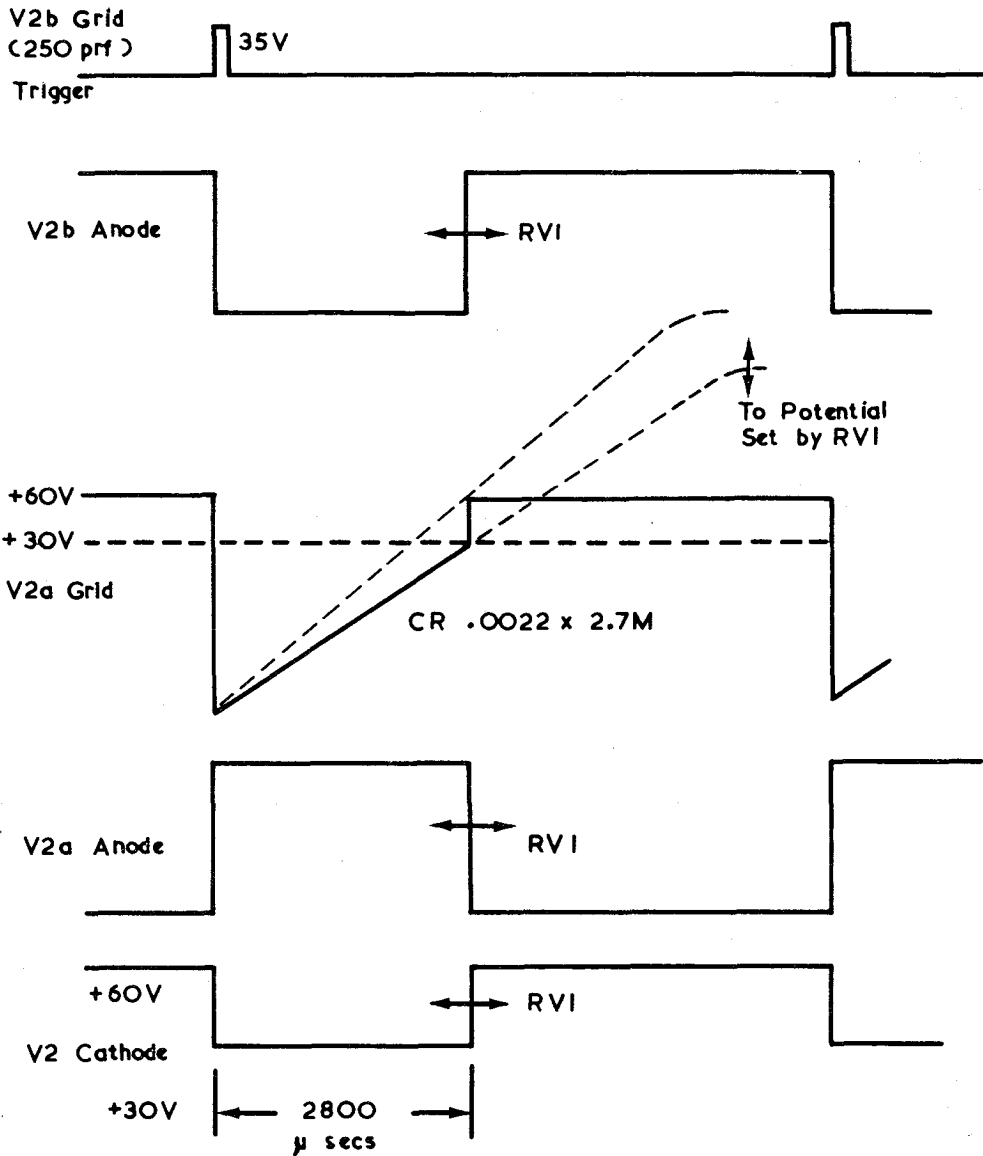 V2b Grid
(250 prf)
35V
Trigger
V2b Anode
RV1
To Potential
Set by RV1
+60V
+30V
V2a Grid
CR .0022 x 2.7M
V2a Anode
RV1
+60V
RV1
V2 Cathode
+30V
2800
μ secs